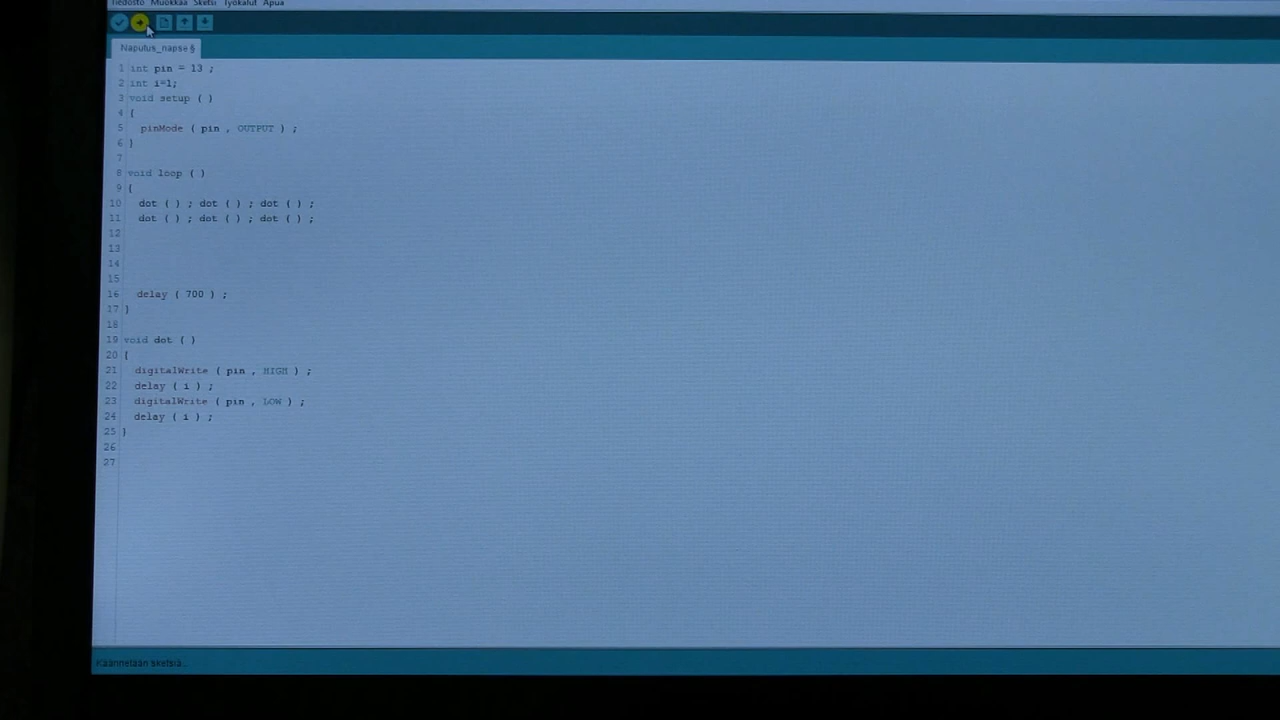 Tiedosto Muokkaa Sketsi Työkalut Apua
Naputus_napse §
1 int pin = 13 ;
2 int i=1;
3 void setup ( )
4 {
5 pinMode ( pin , OUTPUT ) ;
6 }
7
8 void loop ( )
9 {
10 dot ( ) ; dot ( ) ; dot ( ) ;
11 dot ( ) ; dot ( ) ; dot ( ) ;
12
13
14
15
16 delay ( 700 ) ;
17 }
18
19 void dot ( )
20 {
21 digitalWrite ( pin , HIGH ) ;
22 delay ( i ) ;
23 digitalWrite ( pin , LOW ) ;
24 delay ( i ) ;
25 }
26
27
Käännetään sketsiä...